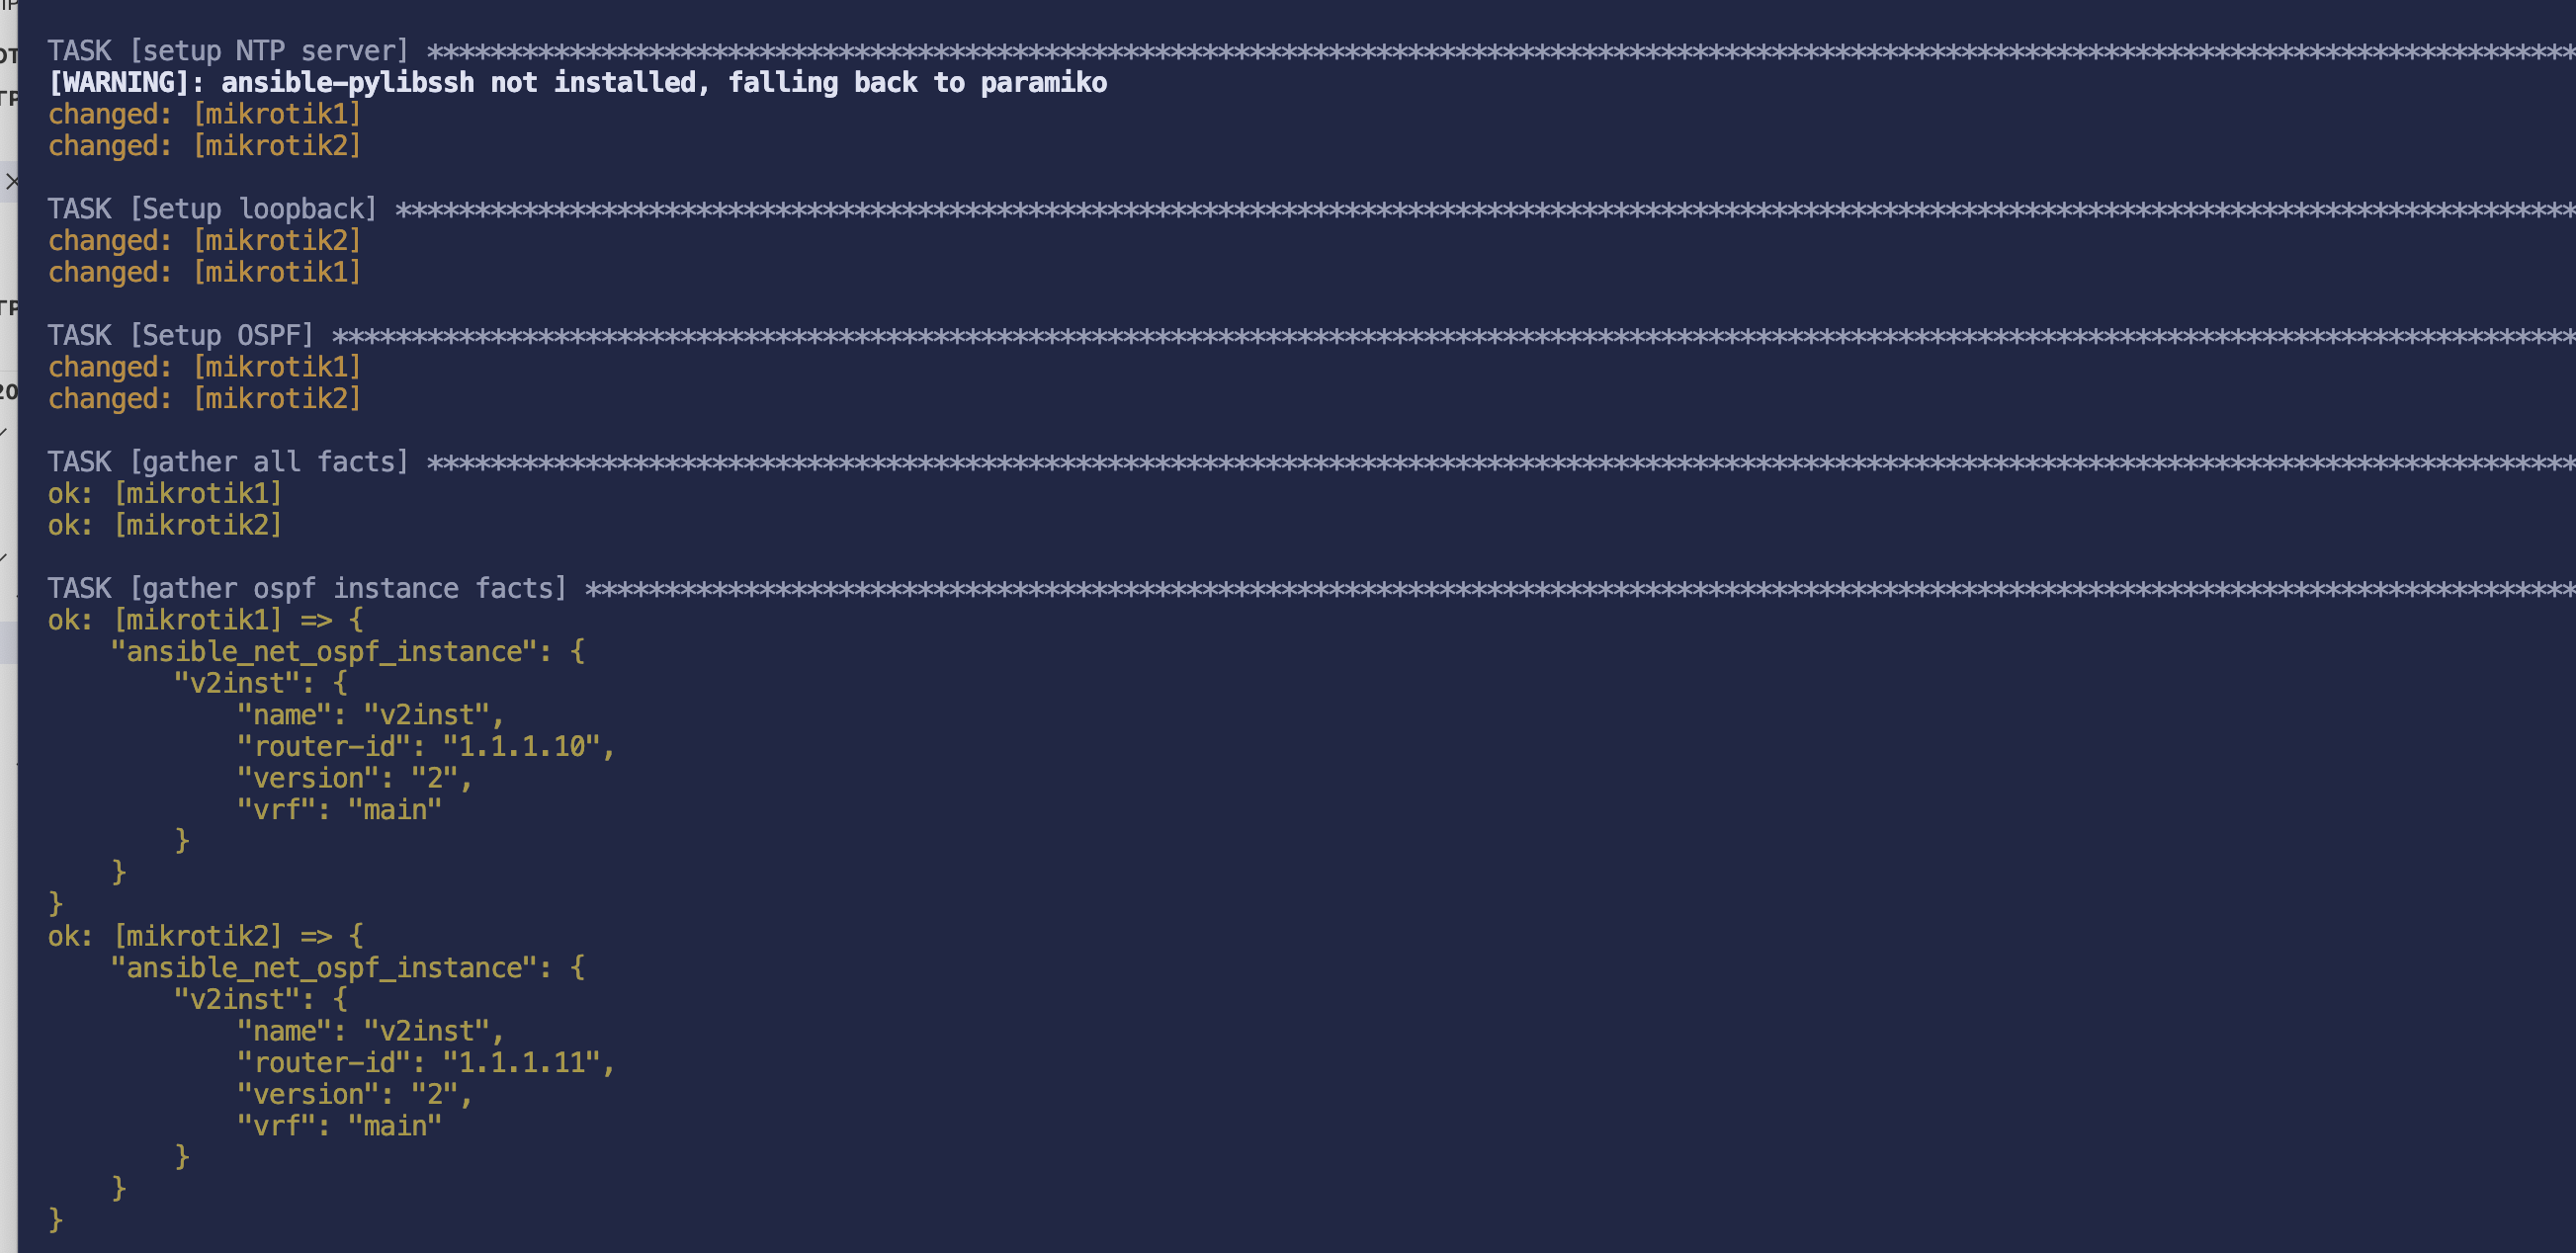 TASK [setup NTP server] ****************************************************************************************************************************************
[WARNING]: ansible-pylibssh not installed, falling back to paramiko
changed: [mikrotik1]
changed: [mikrotik2]
TASK [Setup loopback] ******************************************************************************************************************************************
changed: [mikrotik2]
changed: [mikrotik1]
TASK [Setup OSPF] **********************************************************************************************************************************************
changed: [mikrotik1]
changed: [mikrotik2]
TASK [gather all facts] ****************************************************************************************************************************************
ok: [mikrotik1]
ok: [mikrotik2]
TASK [gather ospf instance facts] ******************************************************************************************************************************
ok: [mikrotik1] => {
    "ansible_net_ospf_instance": {
        "v2inst": {
            "name": "v2inst",
            "router-id": "1.1.1.10",
            "version": "2",
            "vrf": "main"
        }
    }
}
ok: [mikrotik2] => {
    "ansible_net_ospf_instance": {
        "v2inst": {
            "name": "v2inst",
            "router-id": "1.1.1.11",
            "version": "2",
            "vrf": "main"
        }
    }
}